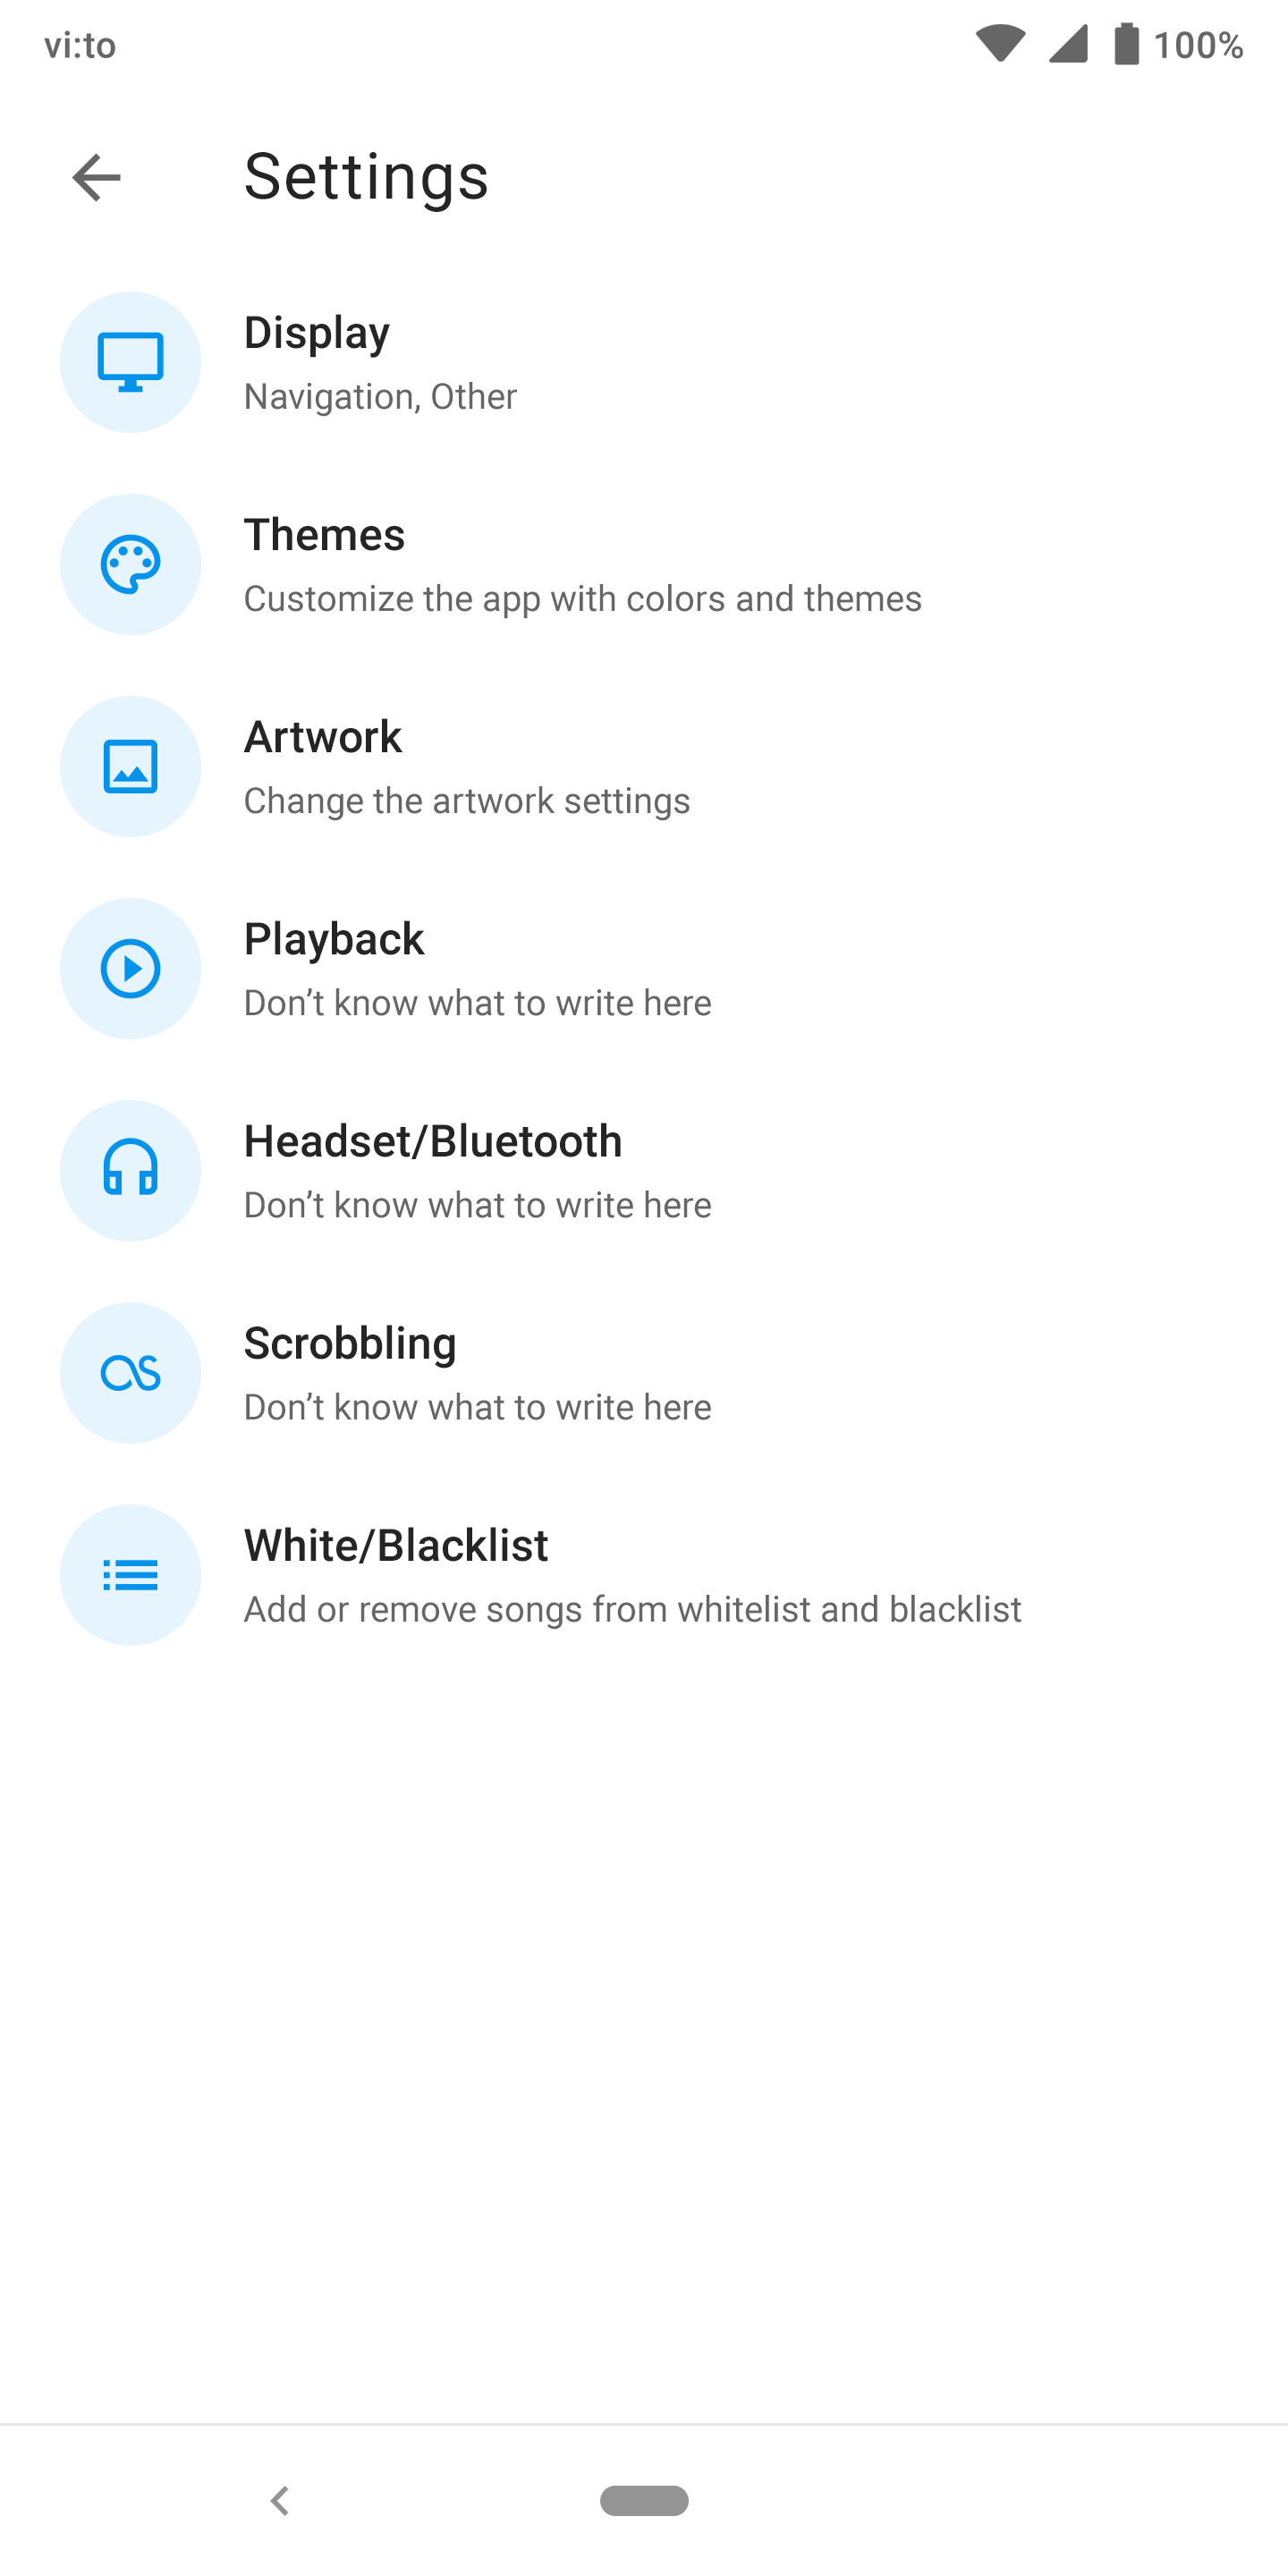 vi:to
100%
Settings
Display
Navigation, Other
Themes
Customize the app with colors and themes
Artwork
Change the artwork settings
Playback
Don’t know what to write here
Headset/Bluetooth
Don’t know what to write here
Scrobbling
Don’t know what to write here
White/Blacklist
Add or remove songs from whitelist and blacklist